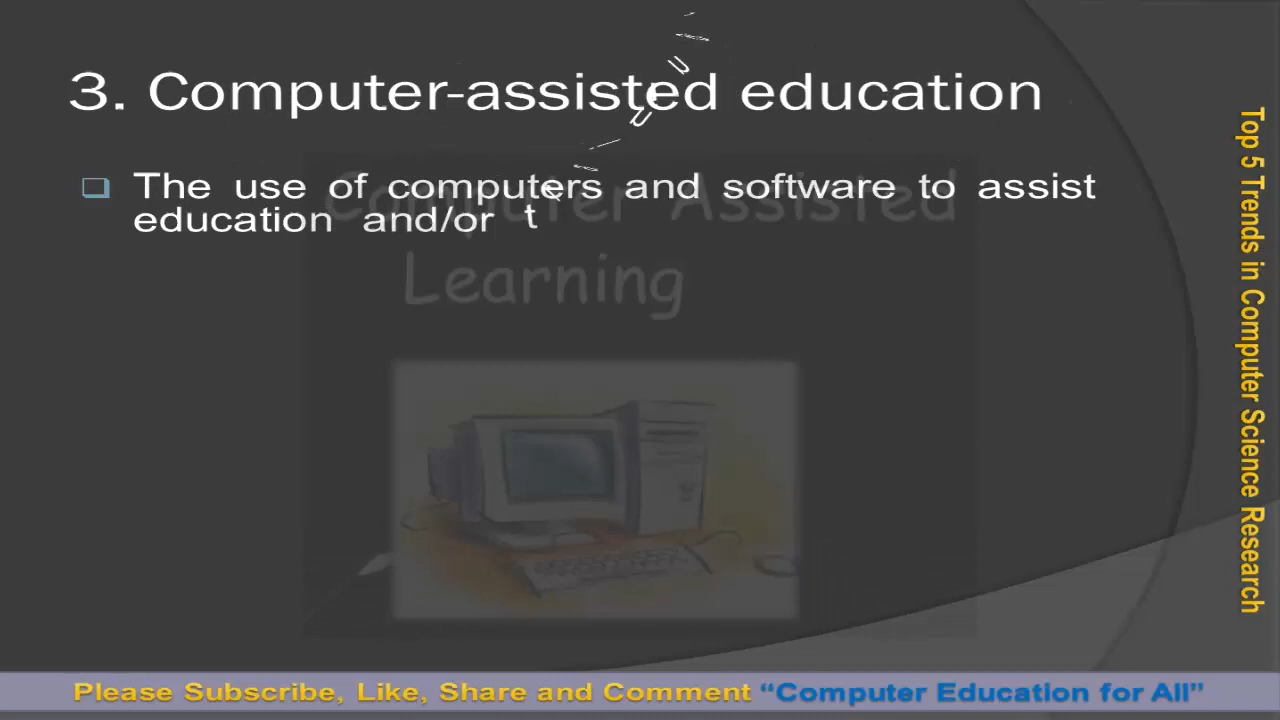 3. Computer-assisted education
The use of computers and software to assist
education and/or t
Computer Assisted
Learning
Top 5 Trends in Computer Science Research
Please Subscribe, Like, Share and Comment “Computer Education for All”